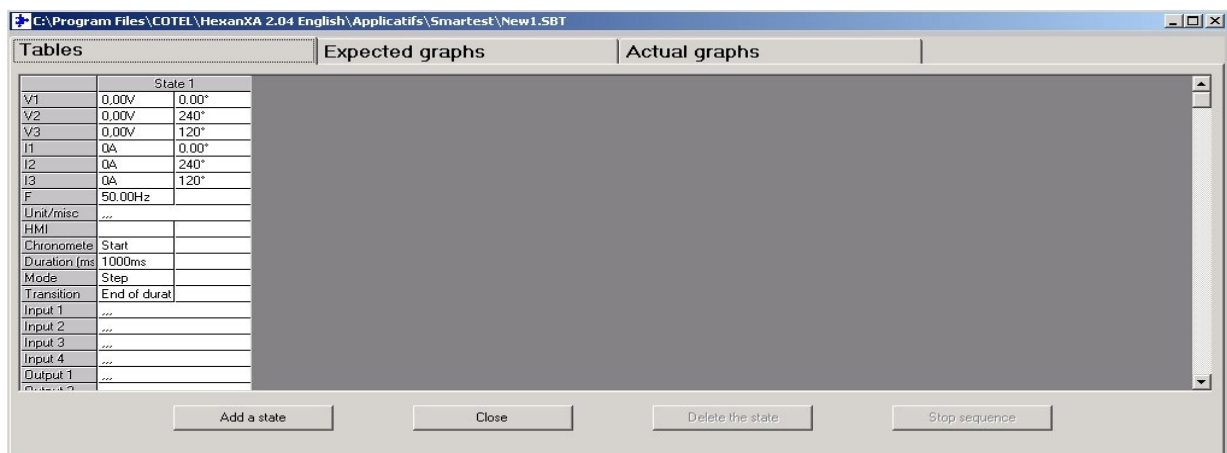 C:\Program Files\COTEL\HexanXA 2.04 English\Applicatifs\Smartest\New1.SBT
Tables Expected graphs Actual graphs
State 1
V1 0,00V 0.00°
V2 0,00V 240°
V3 0,00V 120°
I1 0A 0.00°
I2 0A 240°
I3 0A 120°
F 50.00Hz
Unit/misc ,,,
HMI
Chronomete Start
Duration (ms 1000ms
Mode Step
Transition End of durat
Input 1 ,,,
Input 2 ,,,
Input 3 ,,,
Input 4 ,,,
Output 1 ,,,
Add a state Close Delete the state Stop sequence